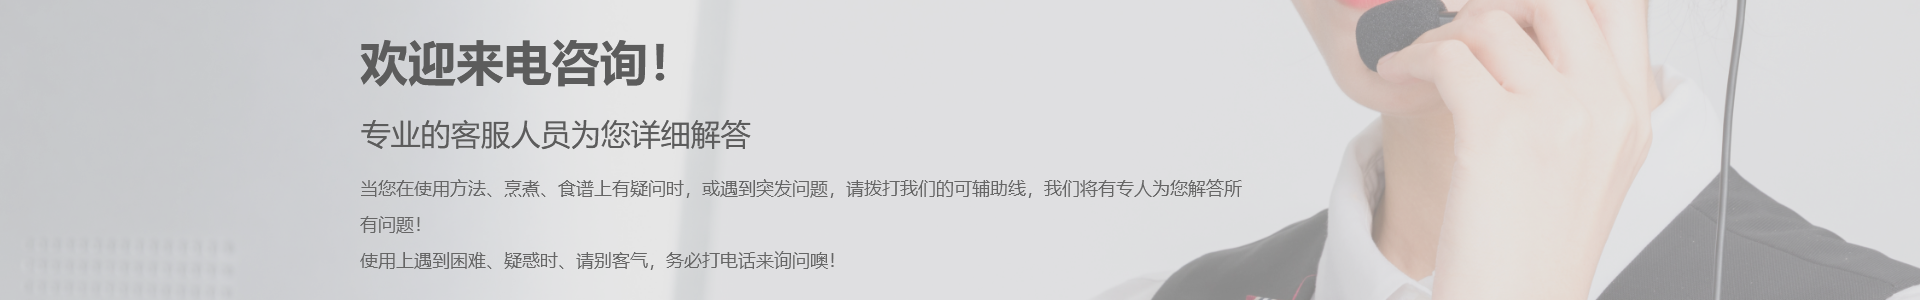 欢迎来电咨询！
专业的客服人员为您详细解答
当您在使用方法、烹煮、食谱上有疑问时，或遇到突发问题，请拨打我们的可辅助线，我们将有专人为您解答所
有问题！
使用上遇到困难、疑惑时、请别客气，务必打电话来询问噢！